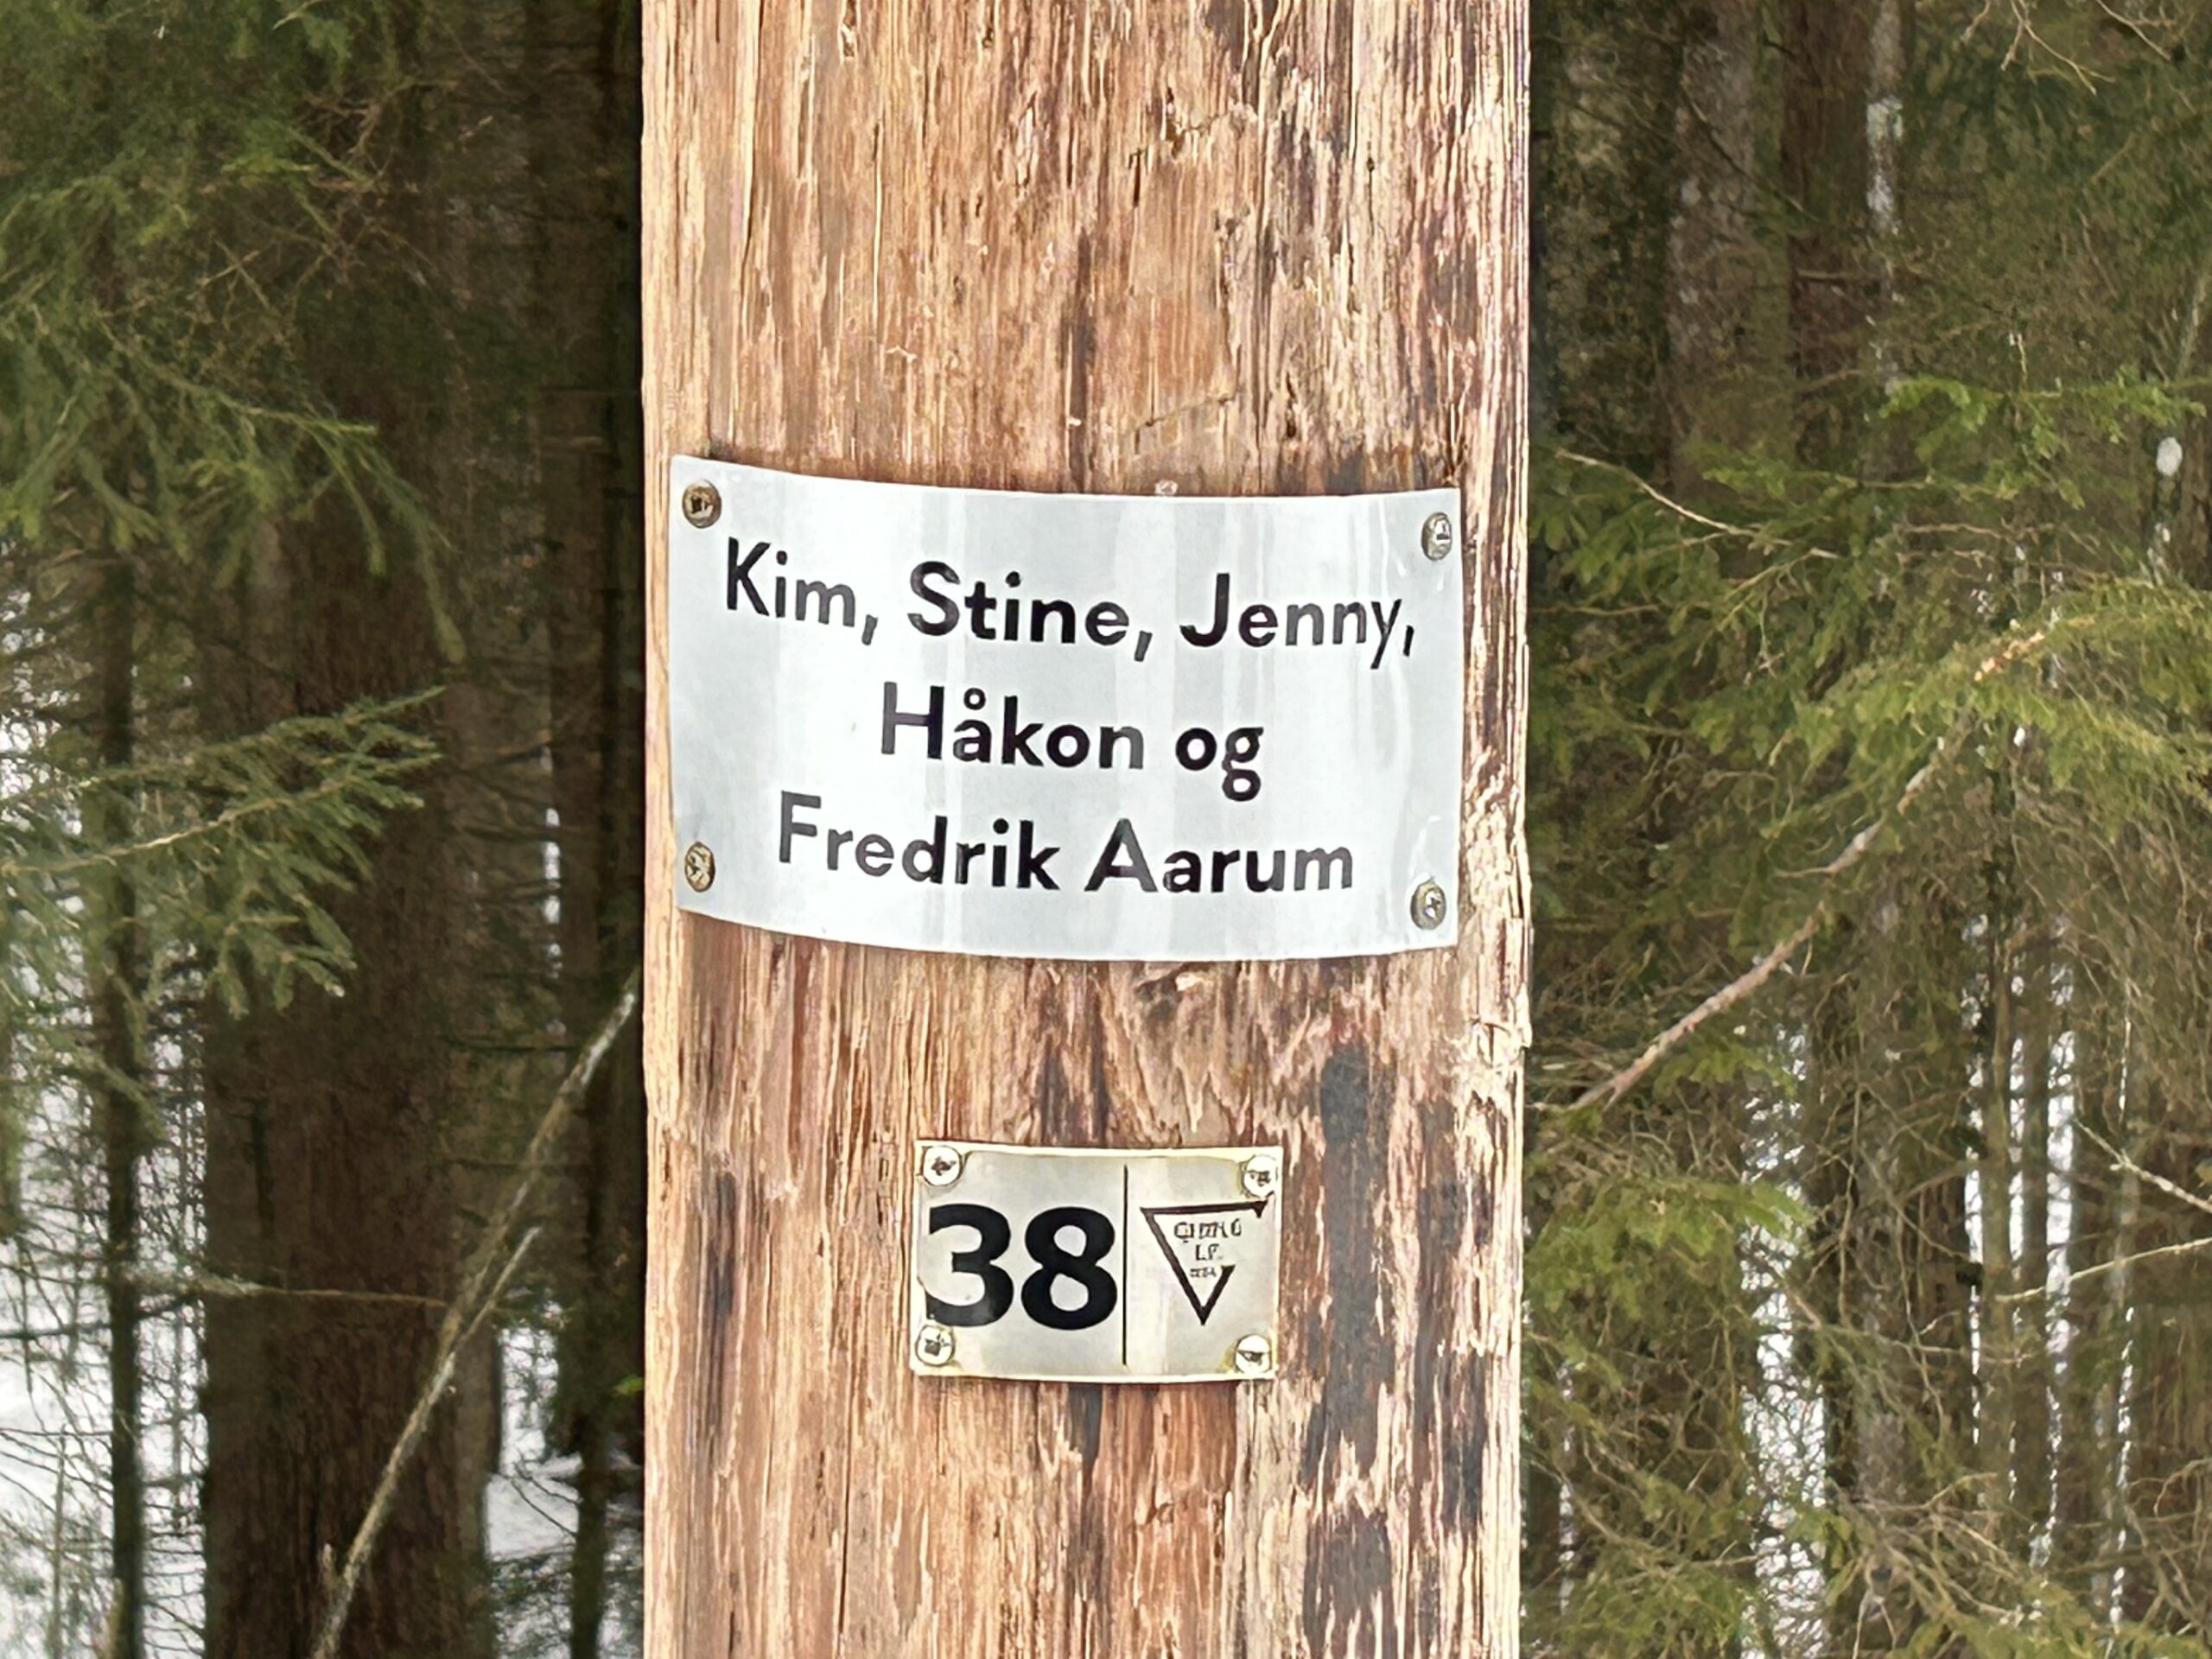 Kim, Stine, Jenny,
Håkon og
Fredrik Aarum
38